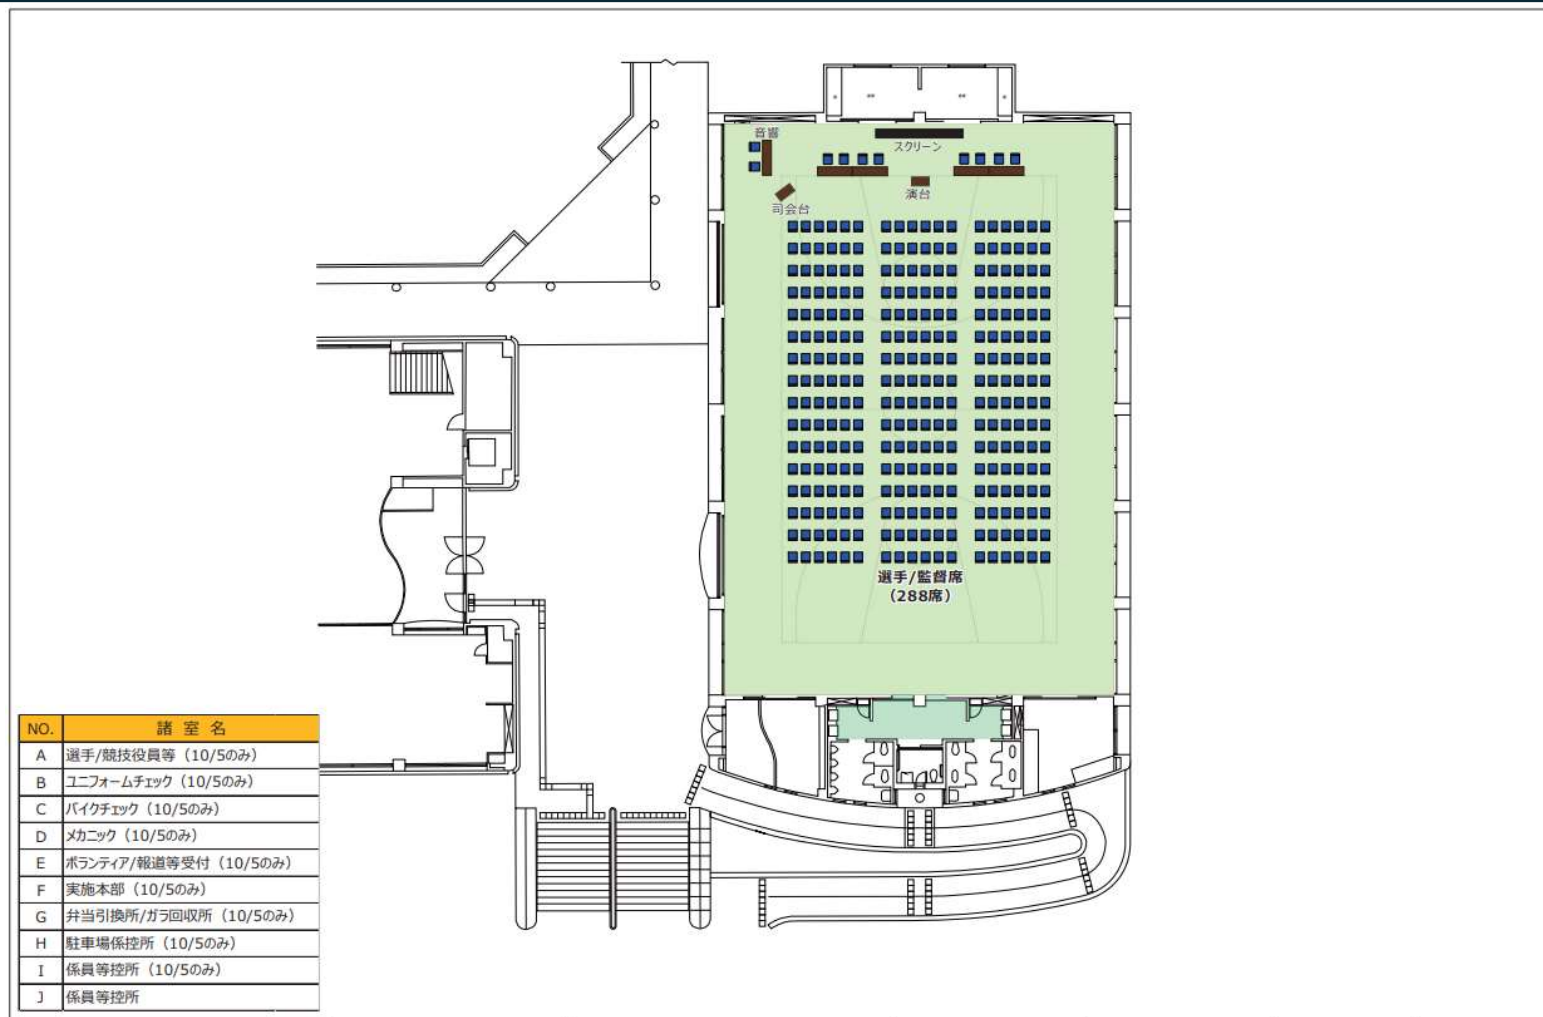 音響
スクリーン
演台
司会台
選手/監督席
（288席）
NO. 諸室名
A 選手/競技役員等（10/5のみ）
B ユニフォームチェック（10/5のみ）
C バイクチェック（10/5のみ）
D メカニック（10/5のみ）
E ボランティア/報道等受付（10/5のみ）
F 実施本部（10/5のみ）
G 弁当引換所/ガラ回収所（10/5のみ）
H 駐車場係控所（10/5のみ）
I 係員等控所（10/5のみ）
J 係員等控所